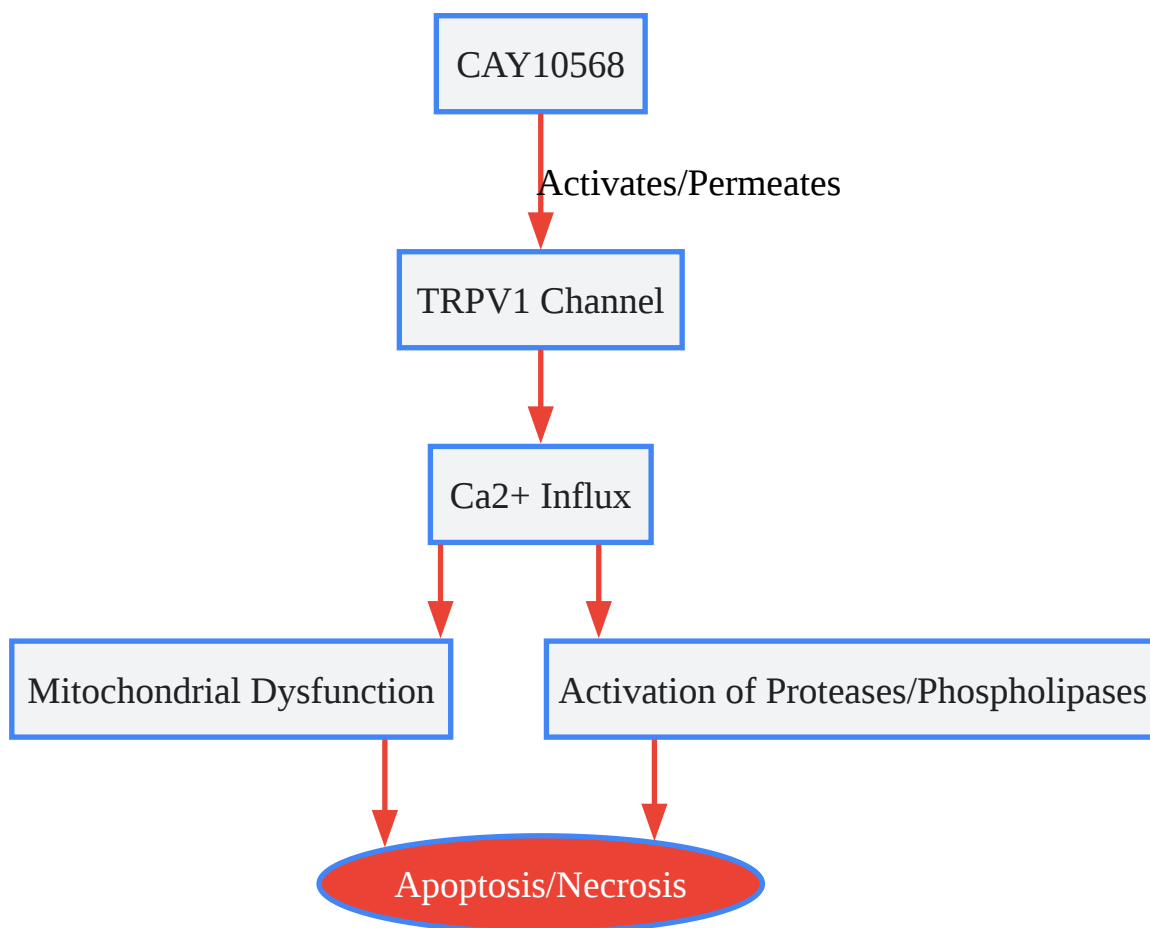 CAY10568
Activates/Permeates
TRPV1 Channel
Ca2+ Influx
Mitochondrial Dysfunction
Activation of Proteases/Phospholipases
Apoptosis/Necrosis